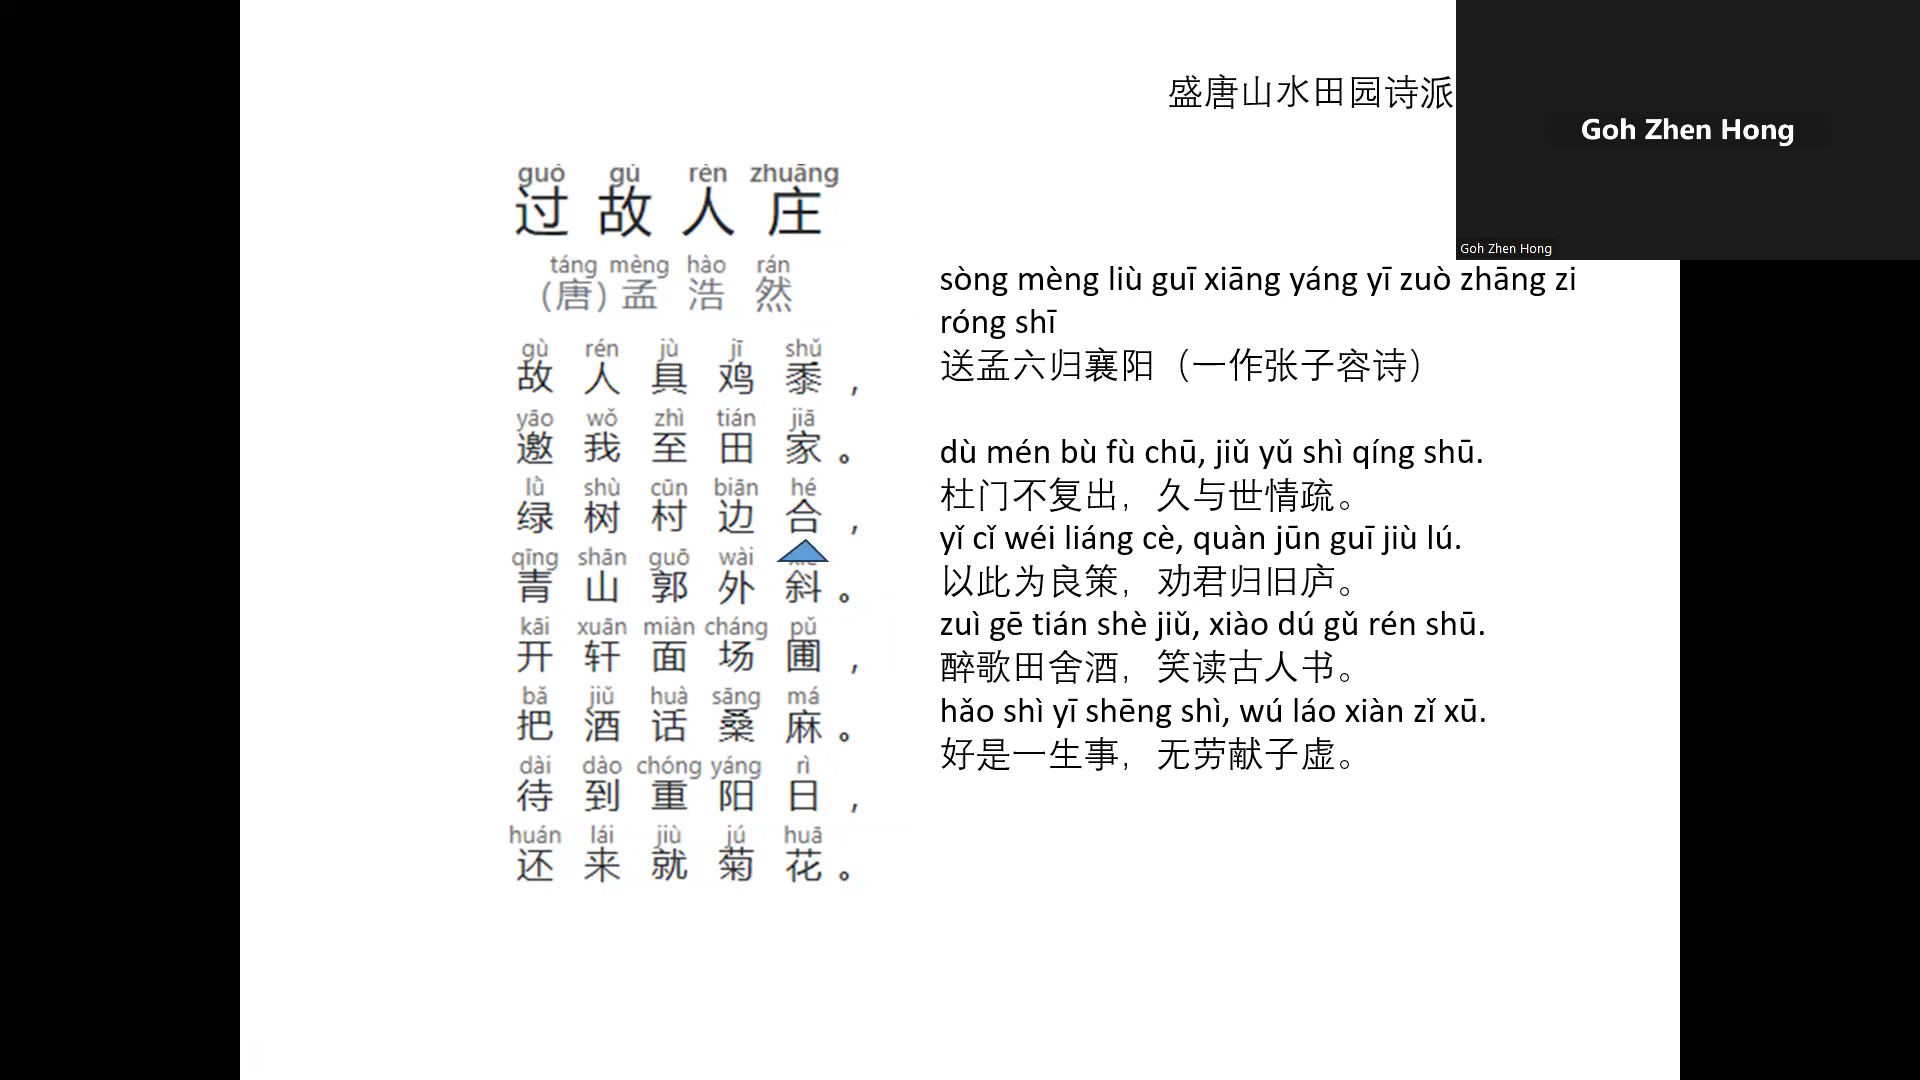 盛唐山水田园诗派
Goh Zhen Hong
Goh Zhen Hong
guò gù rén zhuāng
过故人庄
táng mèng hào rán
（唐）孟浩然
gù rén jù jī shǔ
故人具鸡黍，
yāo wǒ zhì tián jiā
邀我至田家。
lǜ shù cūn biān hé
绿树村边合，
qīng shān guō wài
青山郭外斜。
kāi xuān miàn cháng pǔ
开轩面场圃，
bǎ jiǔ huà sāng má
把酒话桑麻。
dài dào chóng yáng rì
待到重阳日，
huán lái jiù jú huā
还来就菊花。
sòng mèng liù guī xiāng yáng yī zuò zhāng zi
róng shī
送孟六归襄阳（一作张子容诗）
dù mén bù fù chū, jiǔ yǔ shì qíng shū.
杜门不复出，久与世情疏。
yǐ cǐ wéi liáng cè, quàn jūn guī jiù lú.
以此为良策，劝君归旧庐。
zuì gē tián shè jiǔ, xiào dú gǔ rén shū.
醉歌田舍酒，笑读古人书。
hǎo shì yī shēng shì, wú láo xiàn zǐ xū.
好是一生事，无劳献子虚。